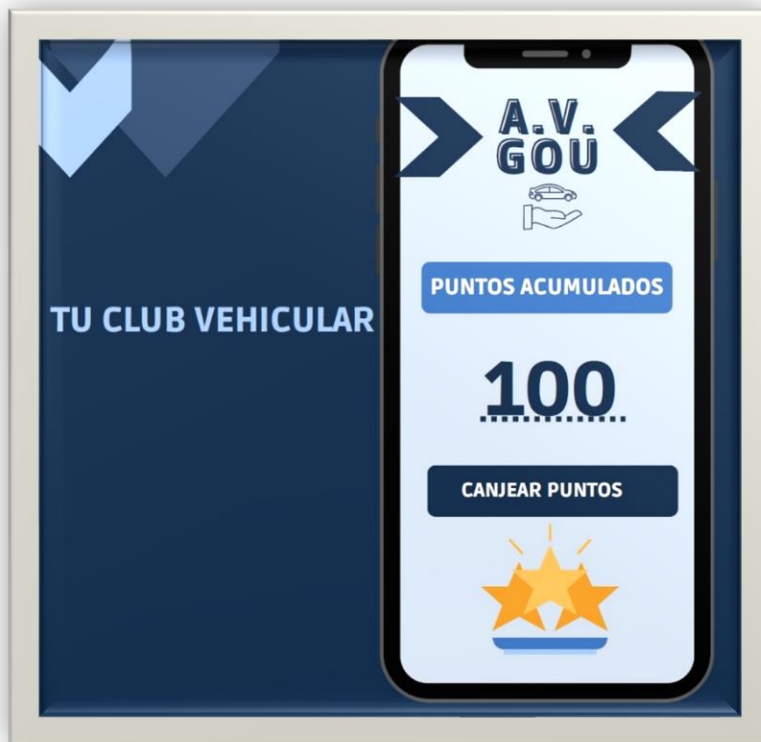 TU CLUB VEHICULAR
A.V.
GOU
PUNTOS ACUMULADOS
100
CANJEAR PUNTOS